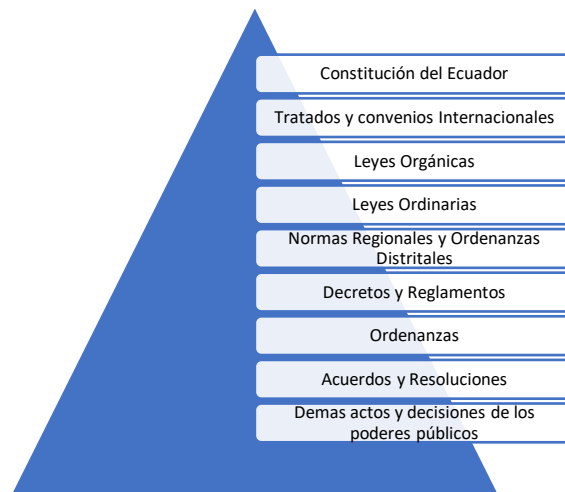 Constitución del Ecuador
Tratados y convenios Internacionales
Leyes Orgánicas
Leyes Ordinarias
Normas Regionales y Ordenanzas
Distritales
Decretos y Reglamentos
Ordenanzas
Acuerdos y Resoluciones
Demas actos y decisiones de los
poderes públicos